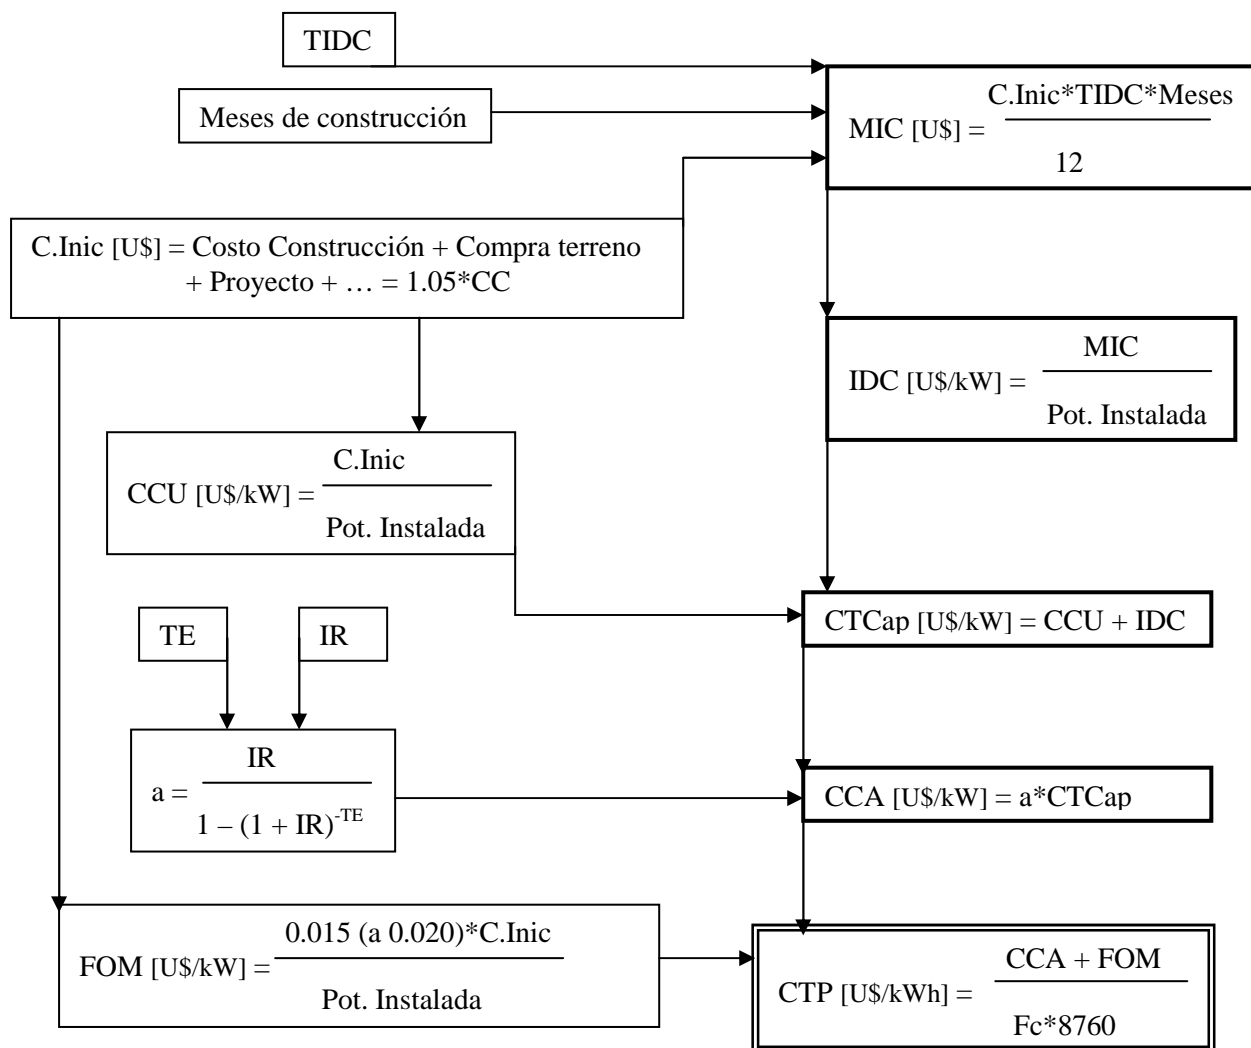 TIDC
C.Inic*TIDC*Meses
Meses de construcción
MIC [U$] =
12
C.Inic [U$] = Costo Construcción + Compra terreno
+ Proyecto + … = 1.05*CC
MIC
IDC [U$/kW] =
Pot. Instalada
C.Inic
CCU [U$/kW] =
Pot. Instalada
TE
IR
CTCap [U$/kW] = CCU + IDC
IR
a =
1 – (1 + IR)^-TE
CCA [U$/kW] = a*CTCap
0.015 (a 0.020)*C.Inic
FOM [U$/kW] =
Pot. Instalada
CCA + FOM
CTP [U$/kWh] =
Fc*8760